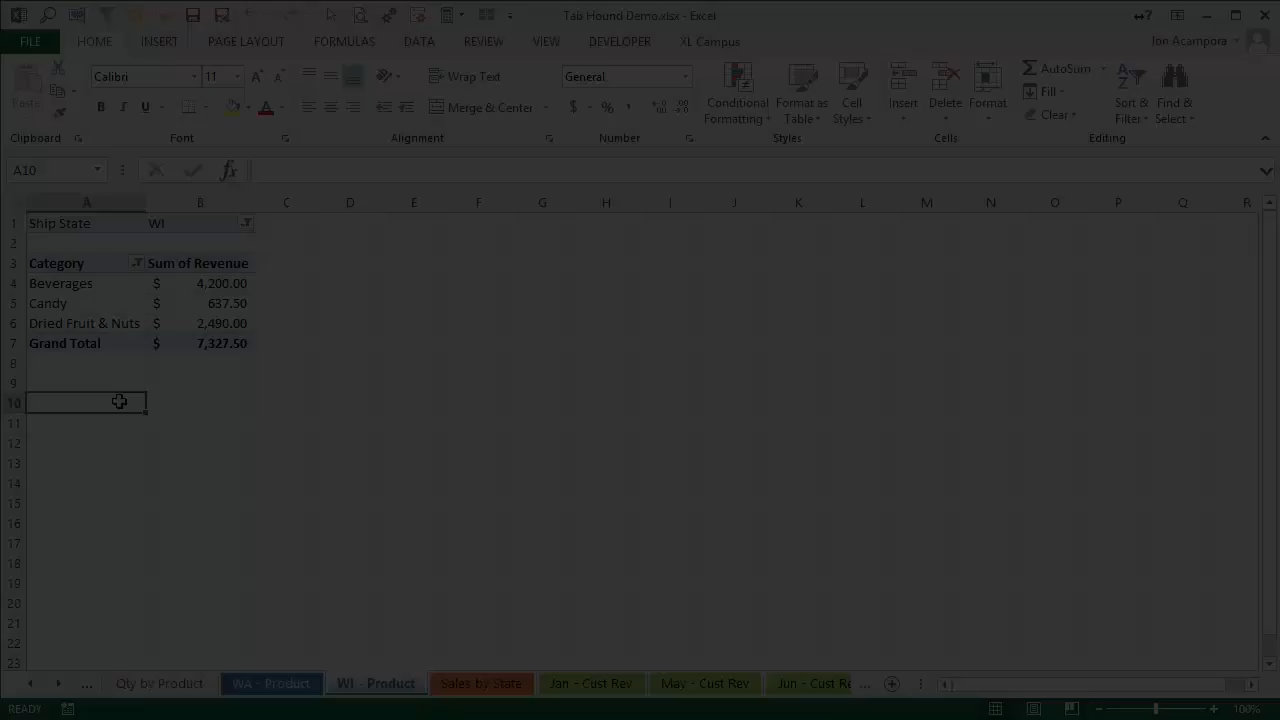 Tab Hound Demo.xlsx - Excel
FILE HOME INSERT PAGE LAYOUT FORMULAS DATA REVIEW VIEW DEVELOPER XL Campus Jon Acampora
Paste
Calibri 11
B I U A
Wrap Text
Merge & Center
General
$ % ,
Conditional Formatting
Format as Table
Cell Styles
Insert
Delete
Format
AutoSum
Fill
Clear
Sort & Filter
Find & Select
Clipboard Font Alignment Number Styles Cells Editing
A10 fx
A B C D E F G H I J K L M N O P Q R
1 Ship State WI
2
3 Category Sum of Revenue
4 Beverages $ 4,200.00
5 Candy $ 637.50
6 Dried Fruit & Nuts $ 2,490.00
7 Grand Total $ 7,327.50
8
9
10
11
12
13
14
15
16
17
18
19
20
21
22
23
... Qty by Product WA - Product WI - Product Sales by State Jan - Cust Rev May - Cust Rev Jun - Cust Re ...
READY 100%